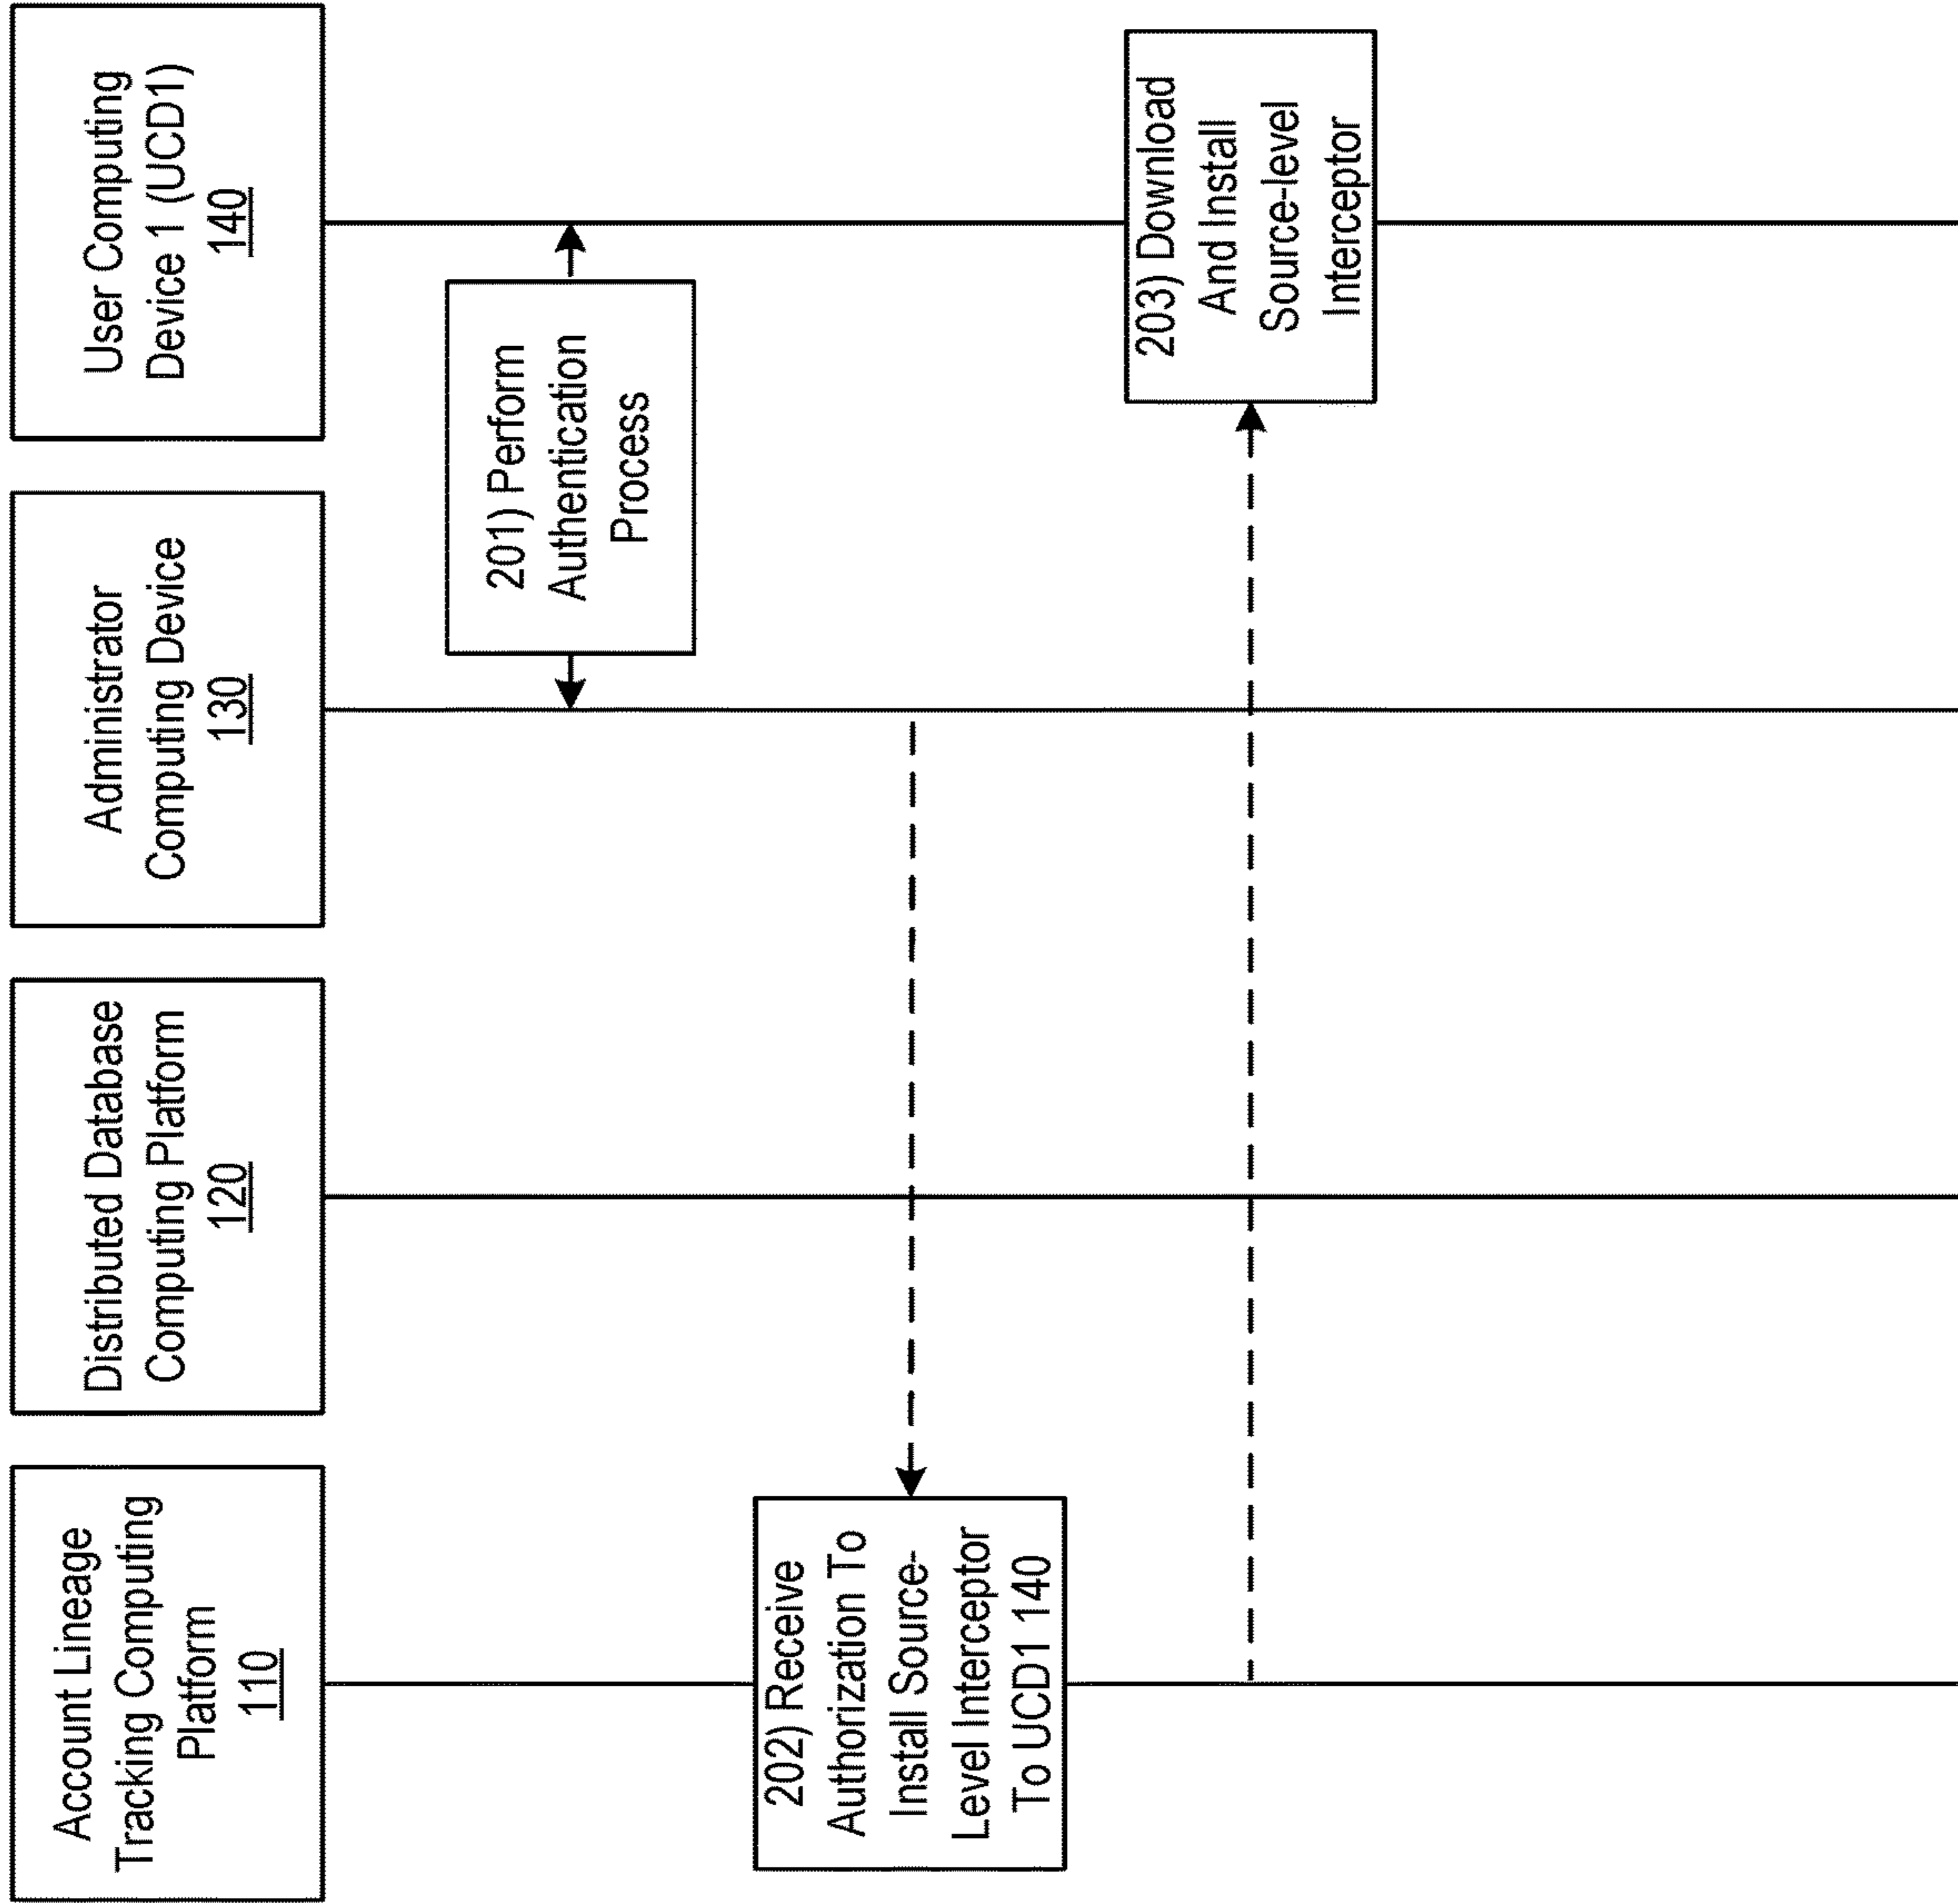 Account Lineage
Tracking Computing
Platform
110
Distributed Database
Computing Platform
120
Administrator
Computing Device
130
User Computing
Device 1 (UCD1)
140
201) Perform
Authentication
Process
202) Receive
Authorization To
Install Source-
Level Interceptor
To UCD1 140
203) Download
And Install
Source-level
Interceptor